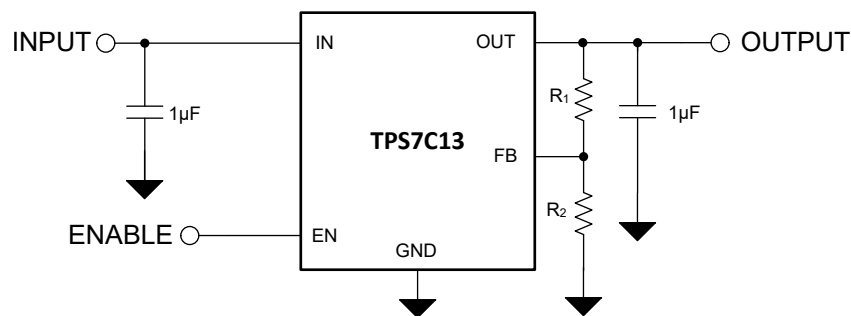 INPUT
IN
OUT
OUTPUT
R1
1µF
1µF
TPS7C13
FB
R2
ENABLE
EN
GND